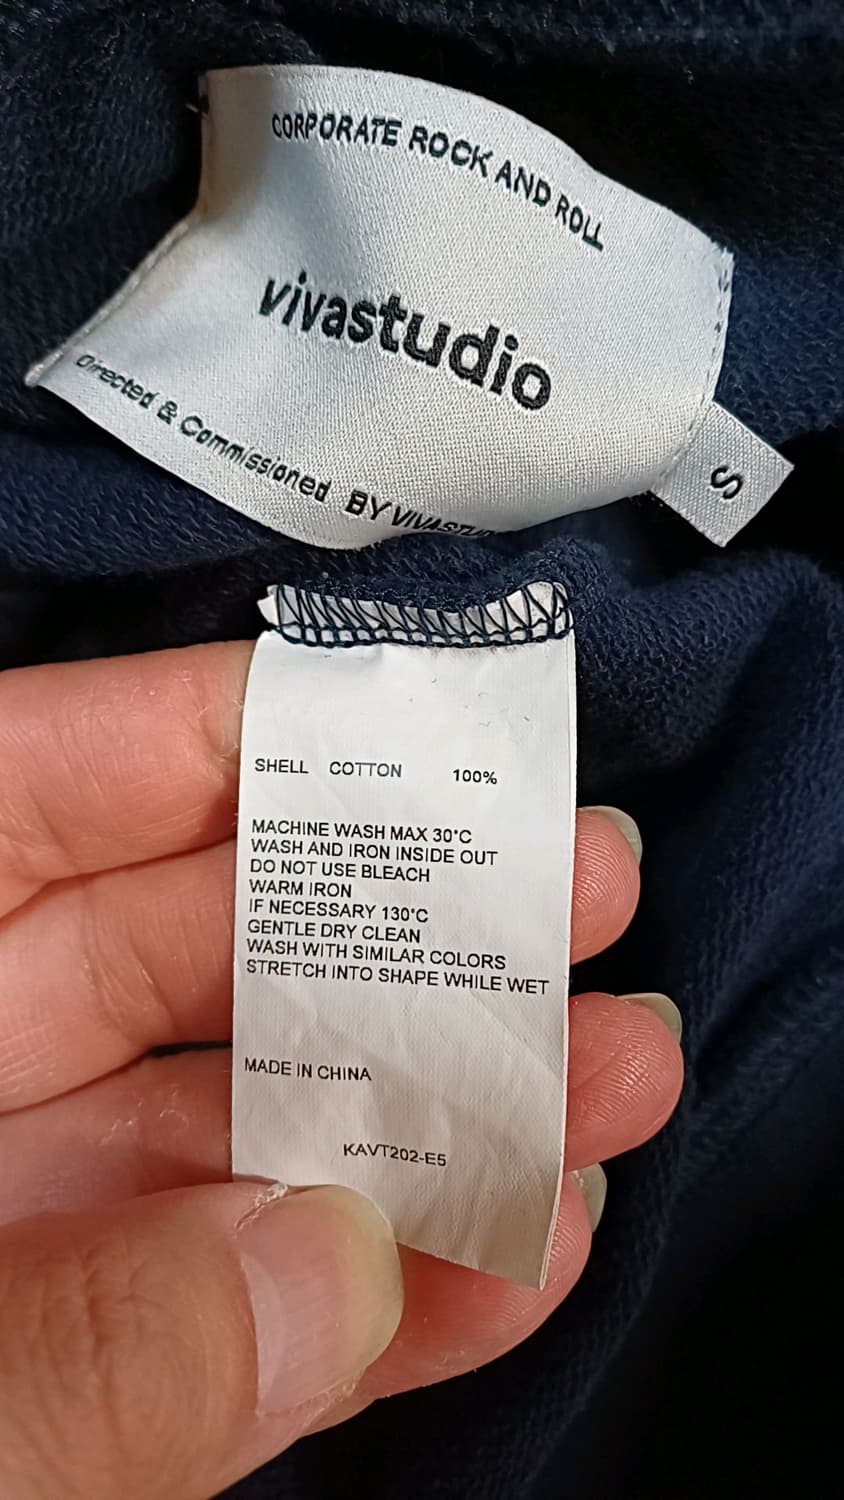 CORPORATE ROCK AND ROLL
vivastudio
Directed & Commissioned BY
S
SHELL COTTON 100%
MACHINE WASH MAX 30°C
WASH AND IRON INSIDE OUT
DO NOT USE BLEACH
WARM IRON
IF NECESSARY 130°C
GENTLE DRY CLEAN
WASH WITH SIMILAR COLORS
STRETCH INTO SHAPE WHILE WET
MADE IN CHINA
KAVT202-E5